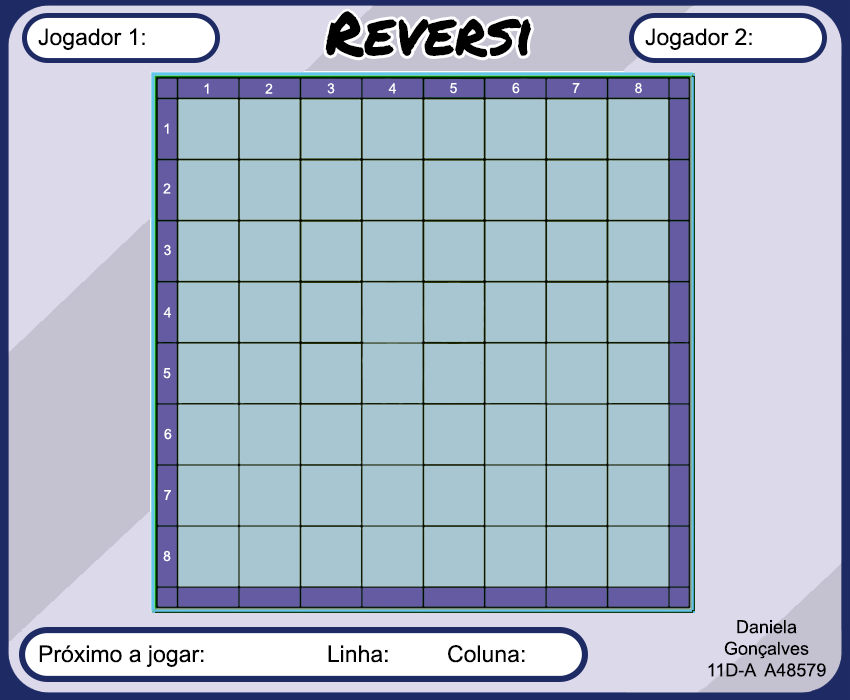 Jogador 1:
REVERSI
Jogador 2:
1 2 3 4 5 6 7 8
1
2
3
4
5
6
7
8
Próximo a jogar: Linha: Coluna:
Daniela
Gonçalves
11D-A A48579